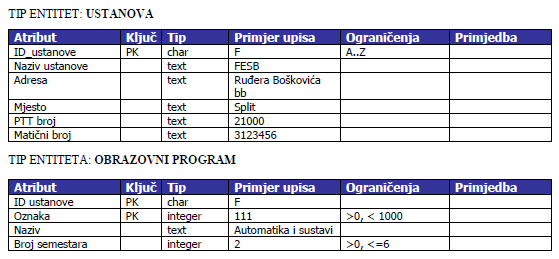 TIP ENTITET: USTANOVA
Atribut Ključ Tip Primjer upisa Ograničenja Primjedba
ID_ustanove PK char F A..Z
Naziv ustanove text FESB
Adresa text Ruđera Boškovića
bb
Mjesto text Split
PTT broj text 21000
Matični broj text 3123456
TIP ENTITETA: OBRAZOVNI PROGRAM
Atribut Ključ Tip Primjer upisa Ograničenja Primjedba
ID ustanove PK char F
Oznaka PK integer 111 >0, < 1000
Naziv text Automatika i sustavi
Broj semestara integer 2 >0, <=6